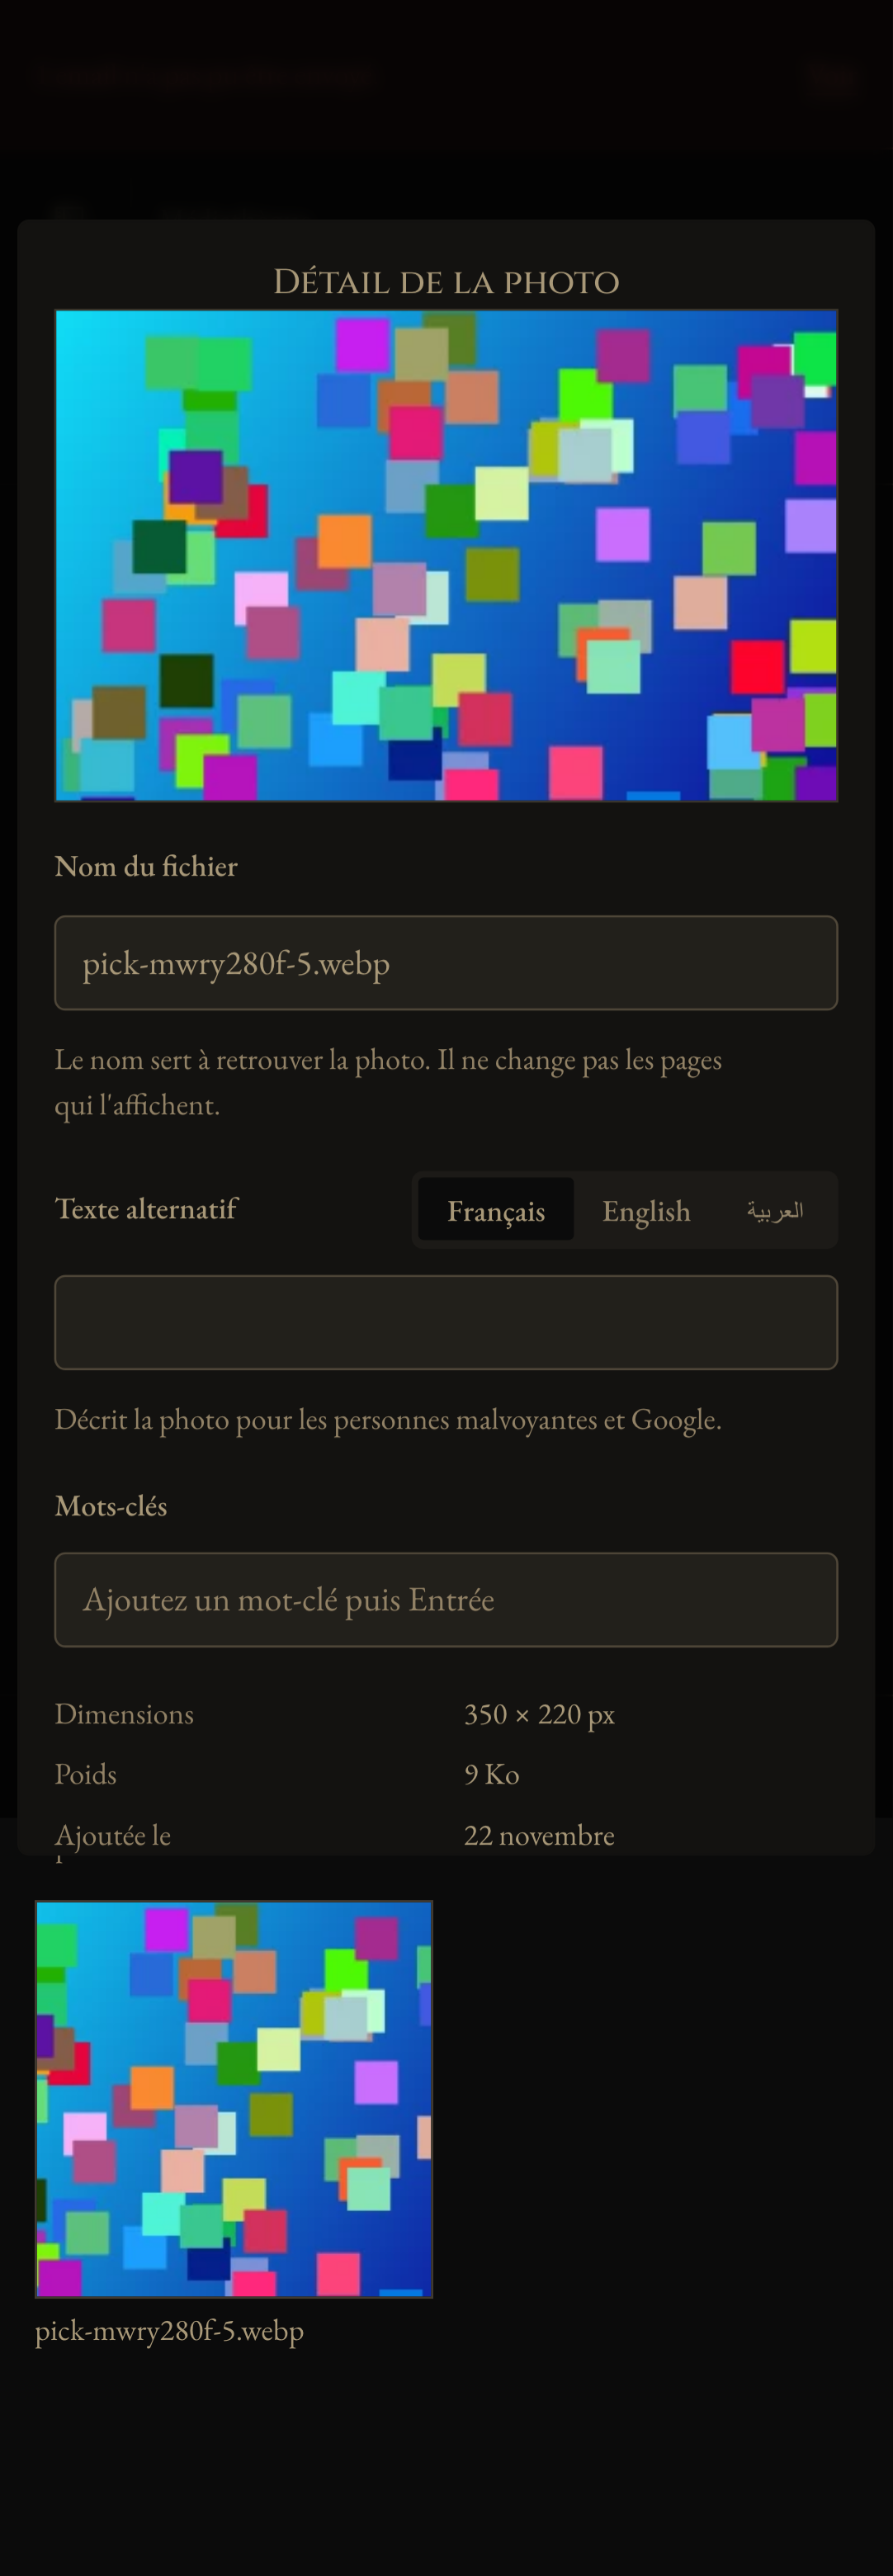 Détail de la photo
Nom du fichier
pick-mwry280f-5.webp
Le nom sert à retrouver la photo. Il ne change pas les pages
qui l'affichent.
Texte alternatif
Français English العربية
Décrit la photo pour les personnes malvoyantes et Google.
Mots-clés
Ajoutez un mot-clé puis Entrée
Dimensions 350 × 220 px
Poids 9 Ko
Ajoutée le 22 novembre
pick-mwry280f-5.webp